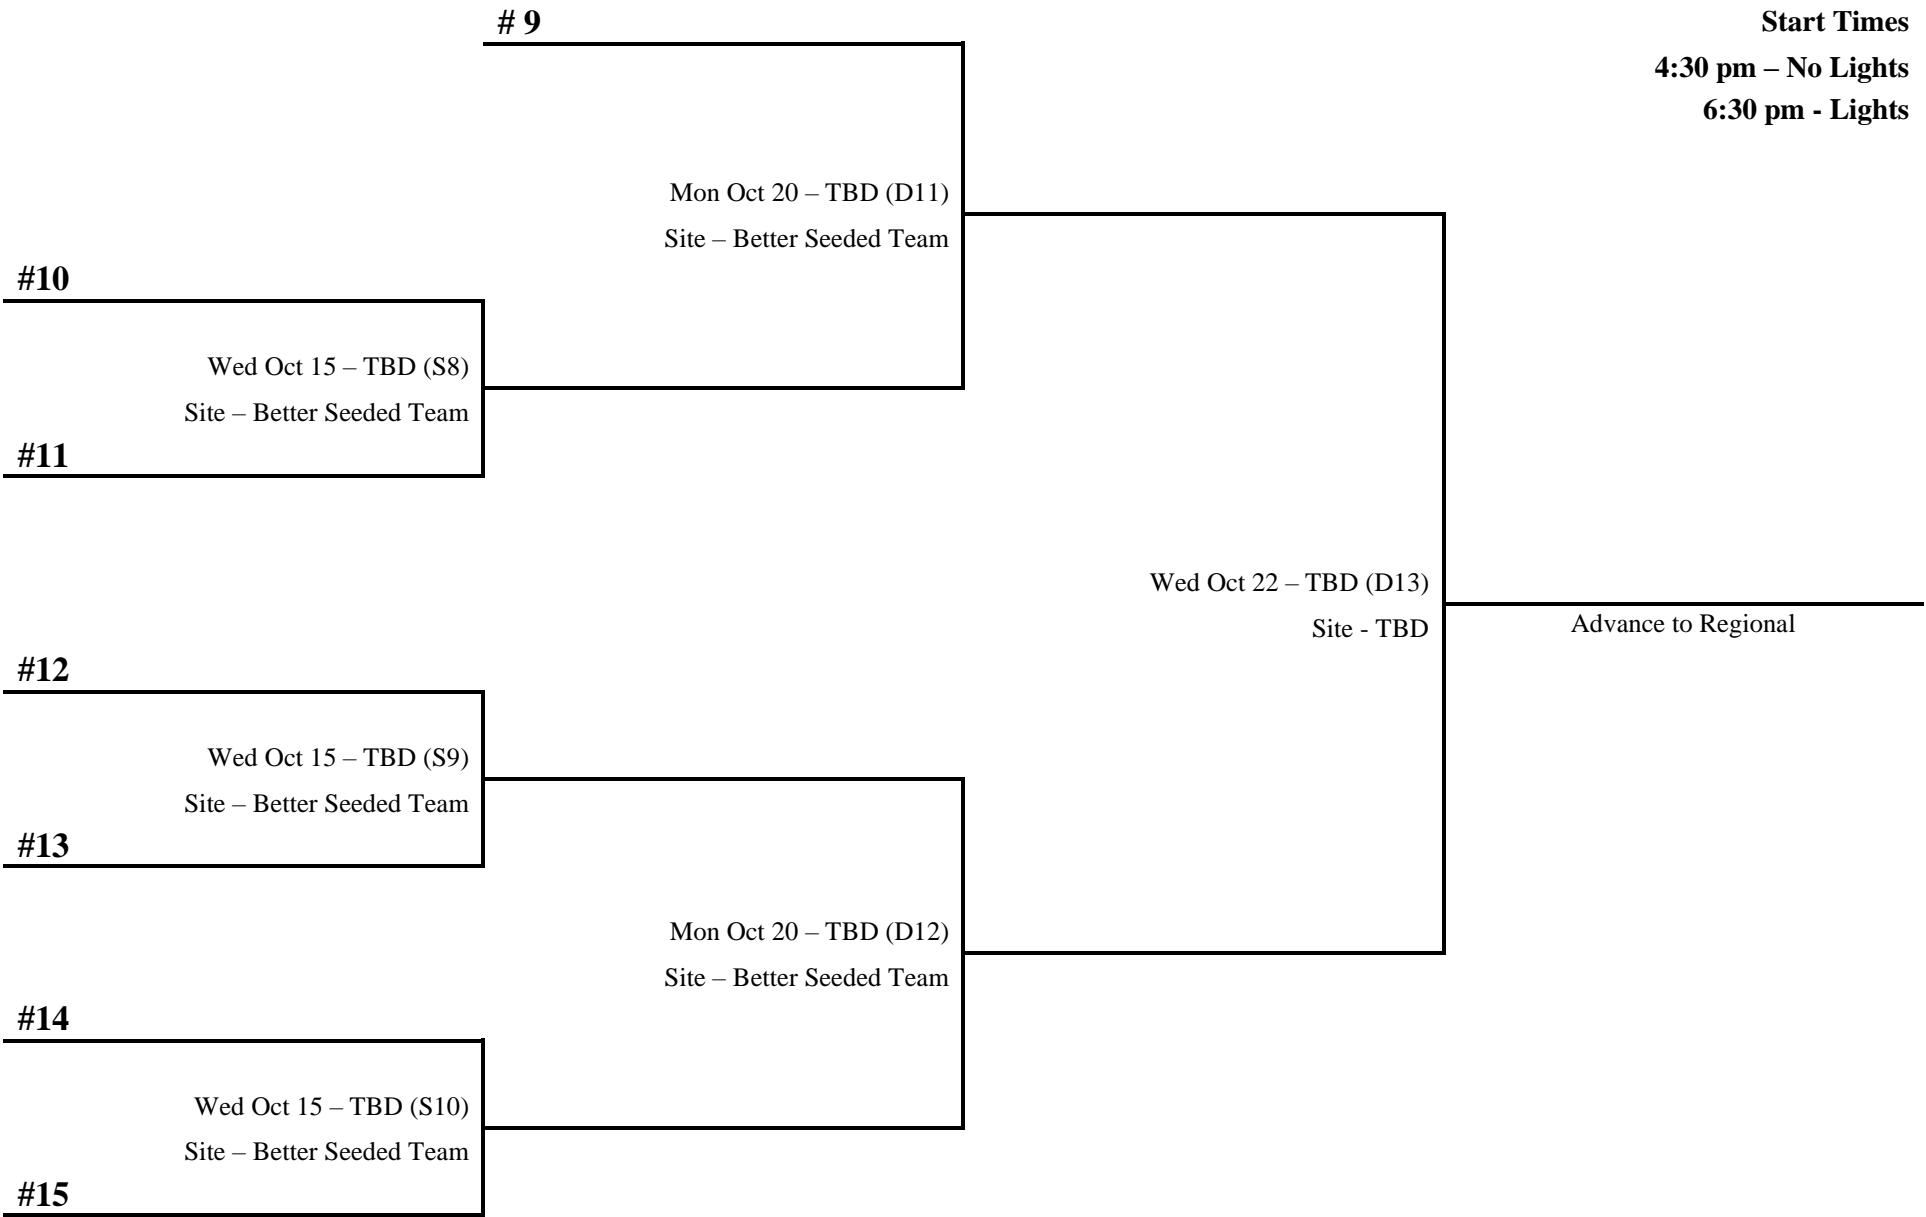 # 9
Start Times
4:30 pm – No Lights
6:30 pm - Lights
Mon Oct 20 – TBD (D11)
Site – Better Seeded Team
#10
Wed Oct 15 – TBD (S8)
Site – Better Seeded Team
#11
Wed Oct 22 – TBD (D13)
Site - TBD
Advance to Regional
#12
Wed Oct 15 – TBD (S9)
Site – Better Seeded Team
#13
Mon Oct 20 – TBD (D12)
Site – Better Seeded Team
#14
Wed Oct 15 – TBD (S10)
Site – Better Seeded Team
#15